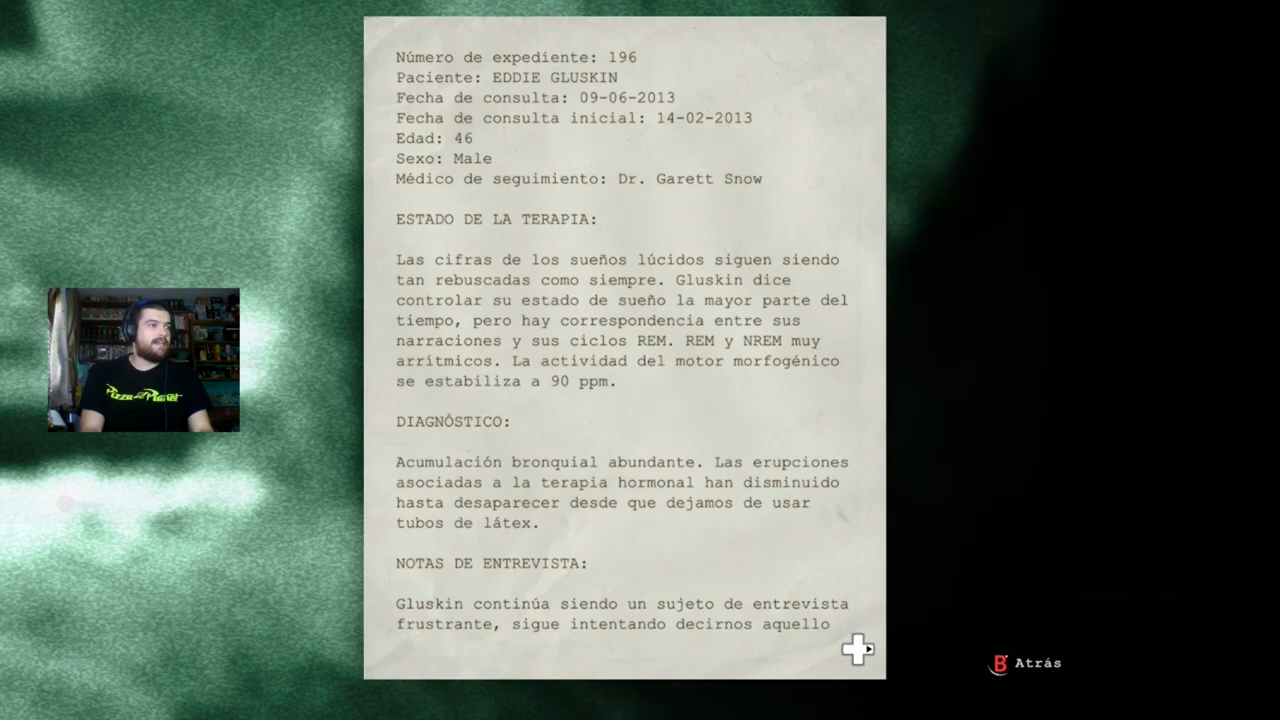 Número de expediente: 196
Paciente: EDDIE GLUSKIN
Fecha de consulta: 09-06-2013
Fecha de consulta inicial: 14-02-2013
Edad: 46
Sexo: Male
Médico de seguimiento: Dr. Garett Snow
ESTADO DE LA TERAPIA:
Las cifras de los sueños lúcidos siguen siendo
tan rebuscadas como siempre. Gluskin dice
controlar su estado de sueño la mayor parte del
tiempo, pero hay correspondencia entre sus
narraciones y sus ciclos REM. REM y NREM muy
arrítmicos. La actividad del motor morfogénico
se estabiliza a 90 ppm.
DIAGNÓSTICO:
Acumulación bronquial abundante. Las erupciones
asociadas a la terapia hormonal han disminuido
hasta desaparecer desde que dejamos de usar
tubos de látex.
NOTAS DE ENTREVISTA:
Gluskin continúa siendo un sujeto de entrevista
frustrante, sigue intentando decirnos aquello
B Atrás
Pizza Planet